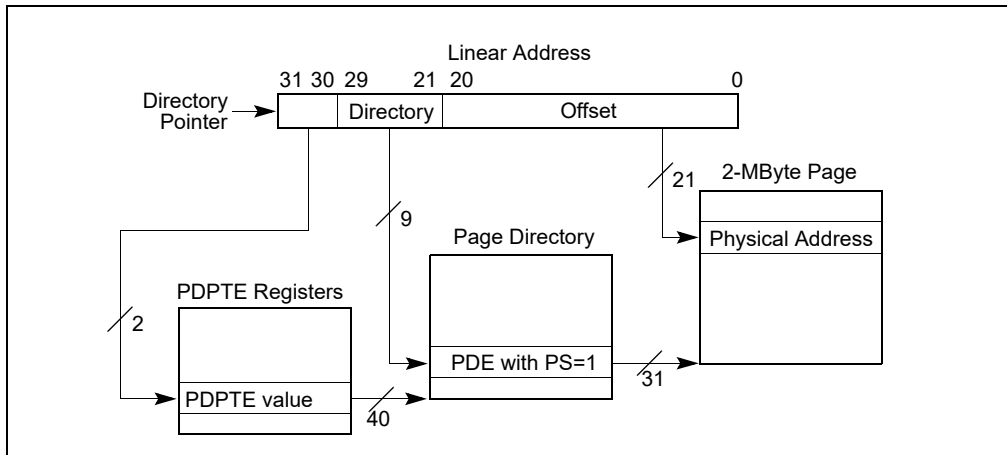 Linear Address
31 30 29 21 20 0
Directory Pointer
Directory
Offset
21
2-MByte Page
9
Physical Address
Page Directory
PDPTE Registers
2
PDE with PS=1
31
PDPTE value
40